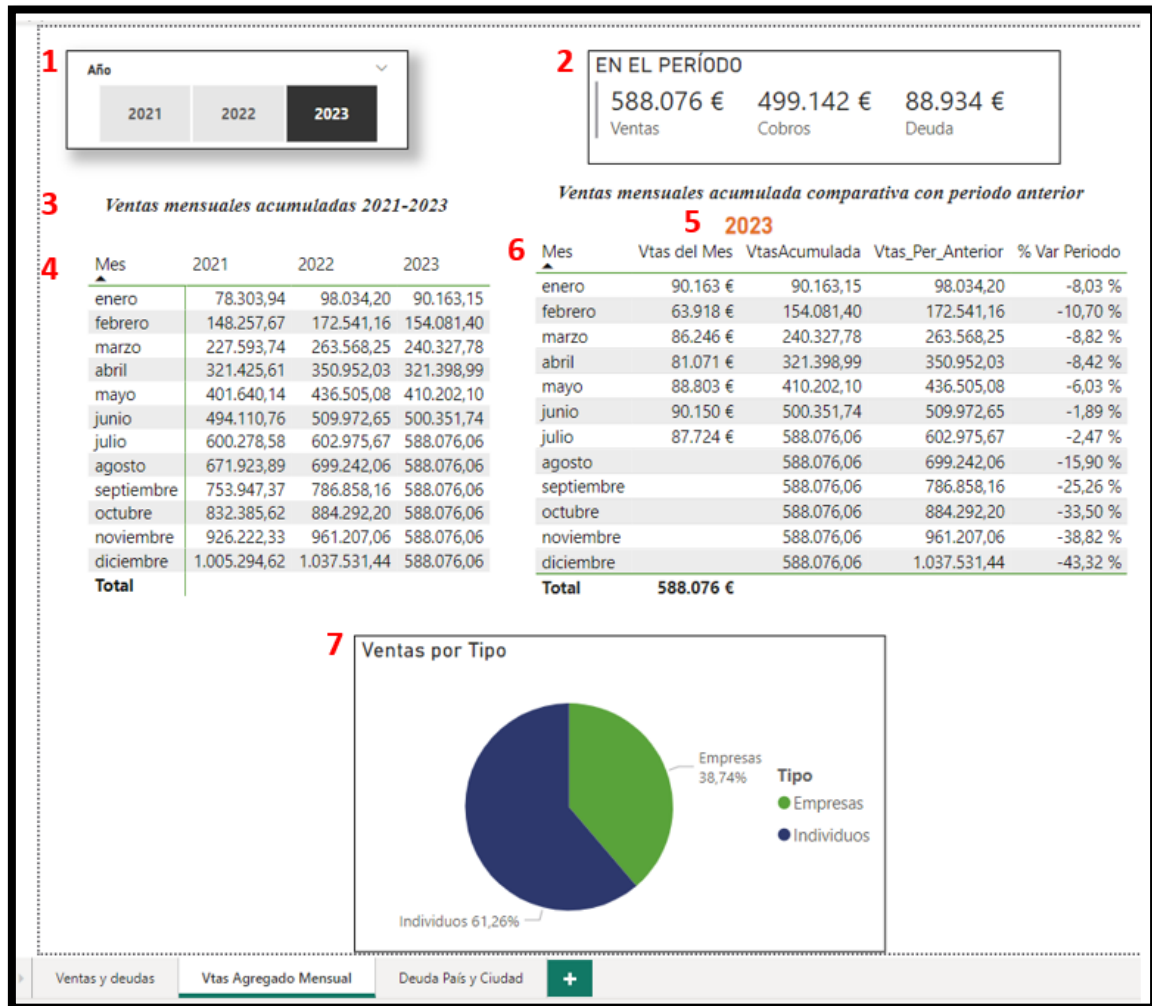 1
Año
2021 2022 2023
2
EN EL PERÍODO
588.076 € 499.142 € 88.934 €
Ventas Cobros Deuda
3
Ventas mensuales acumuladas 2021-2023
Ventas mensuales acumulada comparativa con periodo anterior
5 2023
4
Mes 2021 2022 2023
enero 78.303,94 98.034,20 90.163,15
febrero 148.257,67 172.541,16 154.081,40
marzo 227.593,74 263.568,25 240.327,78
abril 321.425,61 350.952,03 321.398,99
mayo 401.640,14 436.505,08 410.202,10
junio 494.110,76 509.972,65 500.351,74
julio 600.278,58 602.975,67 588.076,06
agosto 671.923,89 699.242,06 588.076,06
septiembre 753.947,37 786.858,16 588.076,06
octubre 832.385,62 884.292,20 588.076,06
noviembre 926.222,33 961.207,06 588.076,06
diciembre 1.005.294,62 1.037.531,44 588.076,06
Total
6
Mes Vtas del Mes VtasAcumulada Vtas_Per_Anterior % Var Periodo
enero 90.163 € 90.163,15 98.034,20 -8,03 %
febrero 63.918 € 154.081,40 172.541,16 -10,70 %
marzo 86.246 € 240.327,78 263.568,25 -8,82 %
abril 81.071 € 321.398,99 350.952,03 -8,42 %
mayo 88.803 € 410.202,10 436.505,08 -6,03 %
junio 90.150 € 500.351,74 509.972,65 -1,89 %
julio 87.724 € 588.076,06 602.975,67 -2,47 %
agosto 588.076,06 699.242,06 -15,90 %
septiembre 588.076,06 786.858,16 -25,26 %
octubre 588.076,06 884.292,20 -33,50 %
noviembre 588.076,06 961.207,06 -38,82 %
diciembre 588.076,06 1.037.531,44 -43,32 %
Total 588.076 €
7
Ventas por Tipo
Empresas
38,74%
Tipo
Empresas
Individuos
Individuos 61,26%
Ventas y deudas Vtas Agregado Mensual Deuda País y Ciudad +